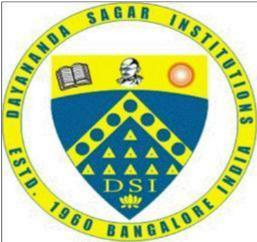 DAYANANDA SAGAR INSTITUTIONS
ESTD. 1960 BANGALORE INDIA
DSI